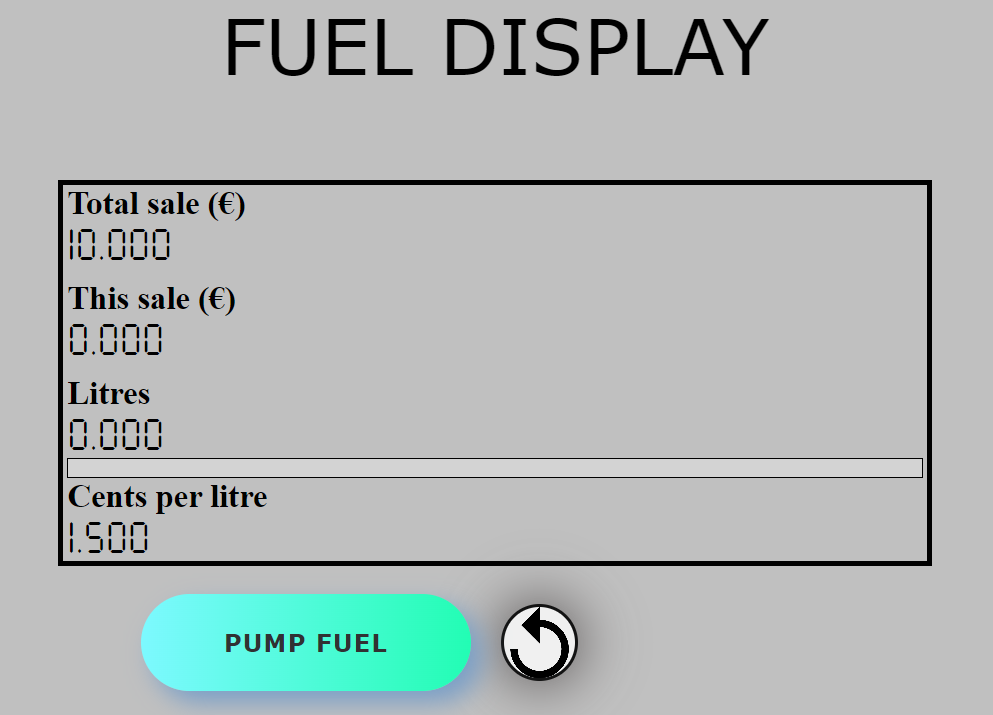 FUEL DISPLAY
Total sale (€)
10.000
This sale (€)
0.000
Litres
0.000
Cents per litre
1.500
PUMP FUEL